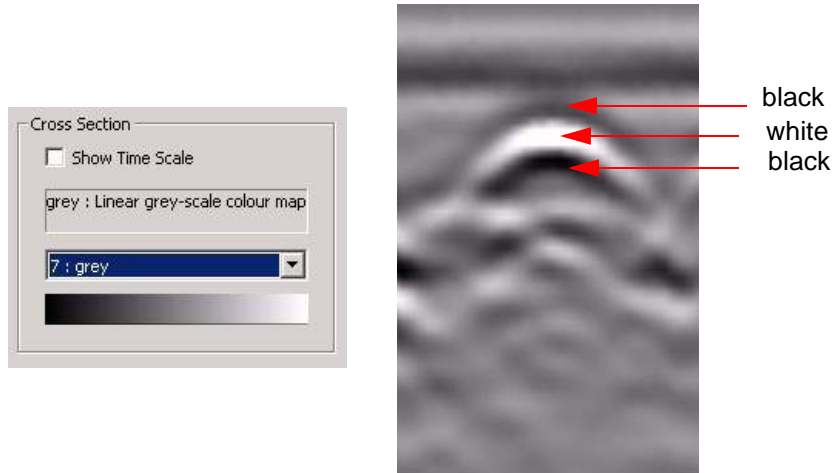 Cross Section
Show Time Scale
grey : Linear grey-scale colour map
7 : grey
black
white
black